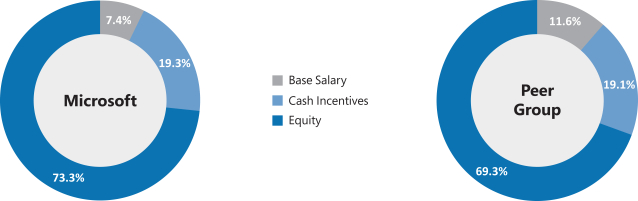 7.4%
19.3%
Microsoft
73.3%
Base Salary
Cash Incentives
Equity
11.6%
19.1%
Peer
Group
69.3%